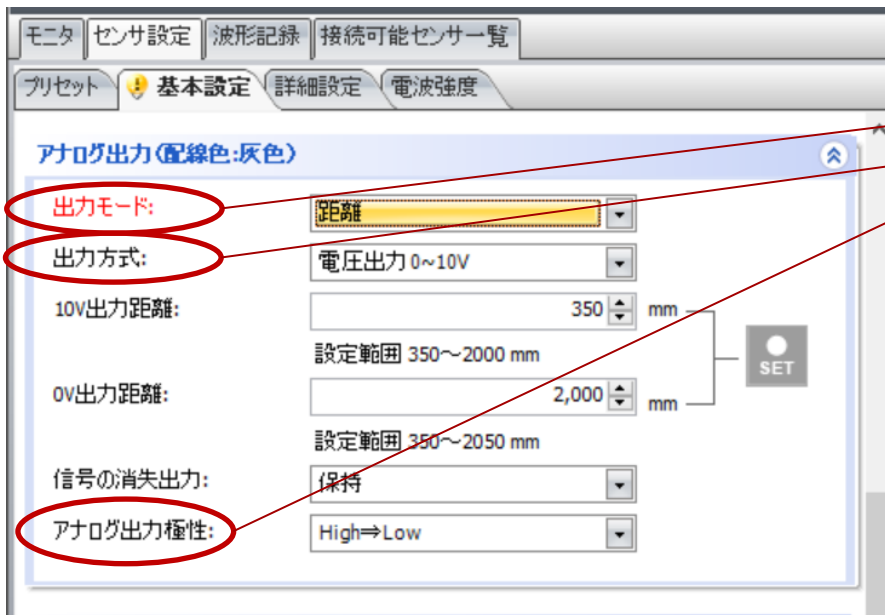 モニタ センサ設定 波形記録 接続可能センサ一覧
プリセット 基本設定 詳細設定 電波強度
アナログ出力(配線色:灰色)
出力モード: 距離
出力方式: 電圧出力 0~10V
10V出力距離: 350 mm
設定範囲 350~2000 mm
SET
0V出力距離: 2,000 mm
設定範囲 350~2050 mm
信号の消失出力: 保持
アナログ出力極性: High⇒Low